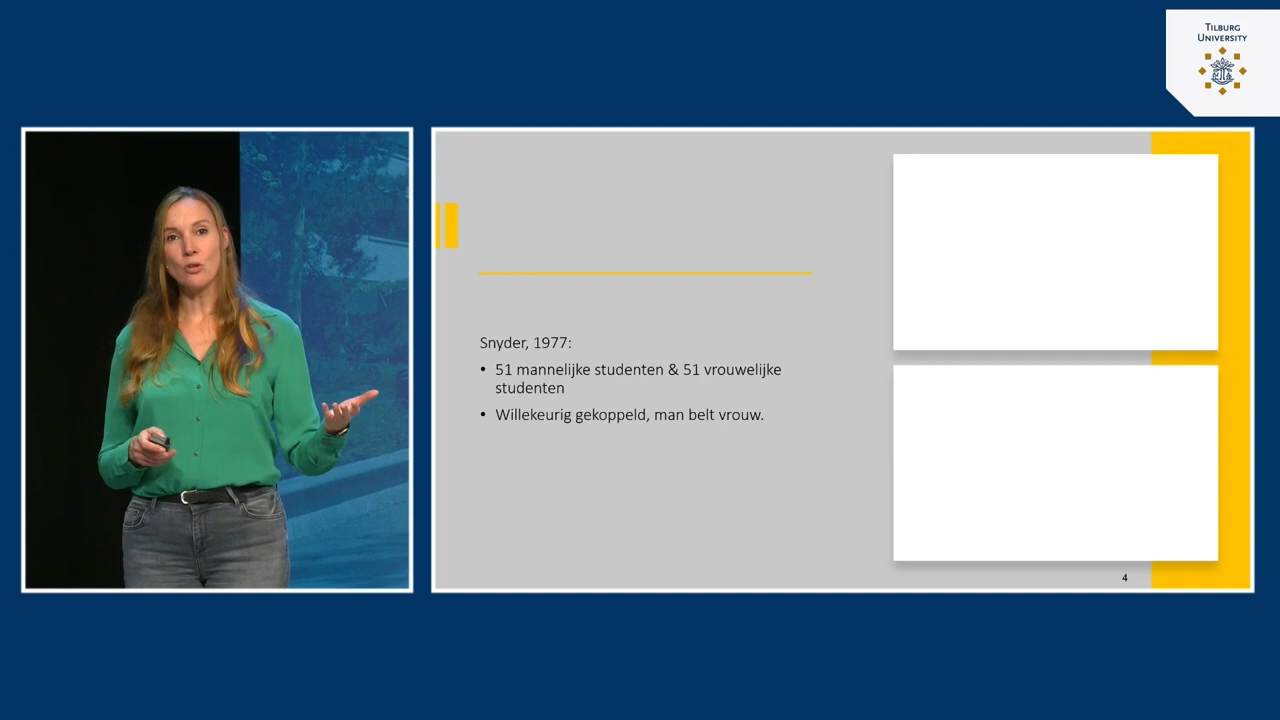 TILBURG
UNIVERSITY
Snyder, 1977:
• 51 mannelijke studenten & 51 vrouwelijke
studenten
• Willekeurig gekoppeld, man belt vrouw.
4